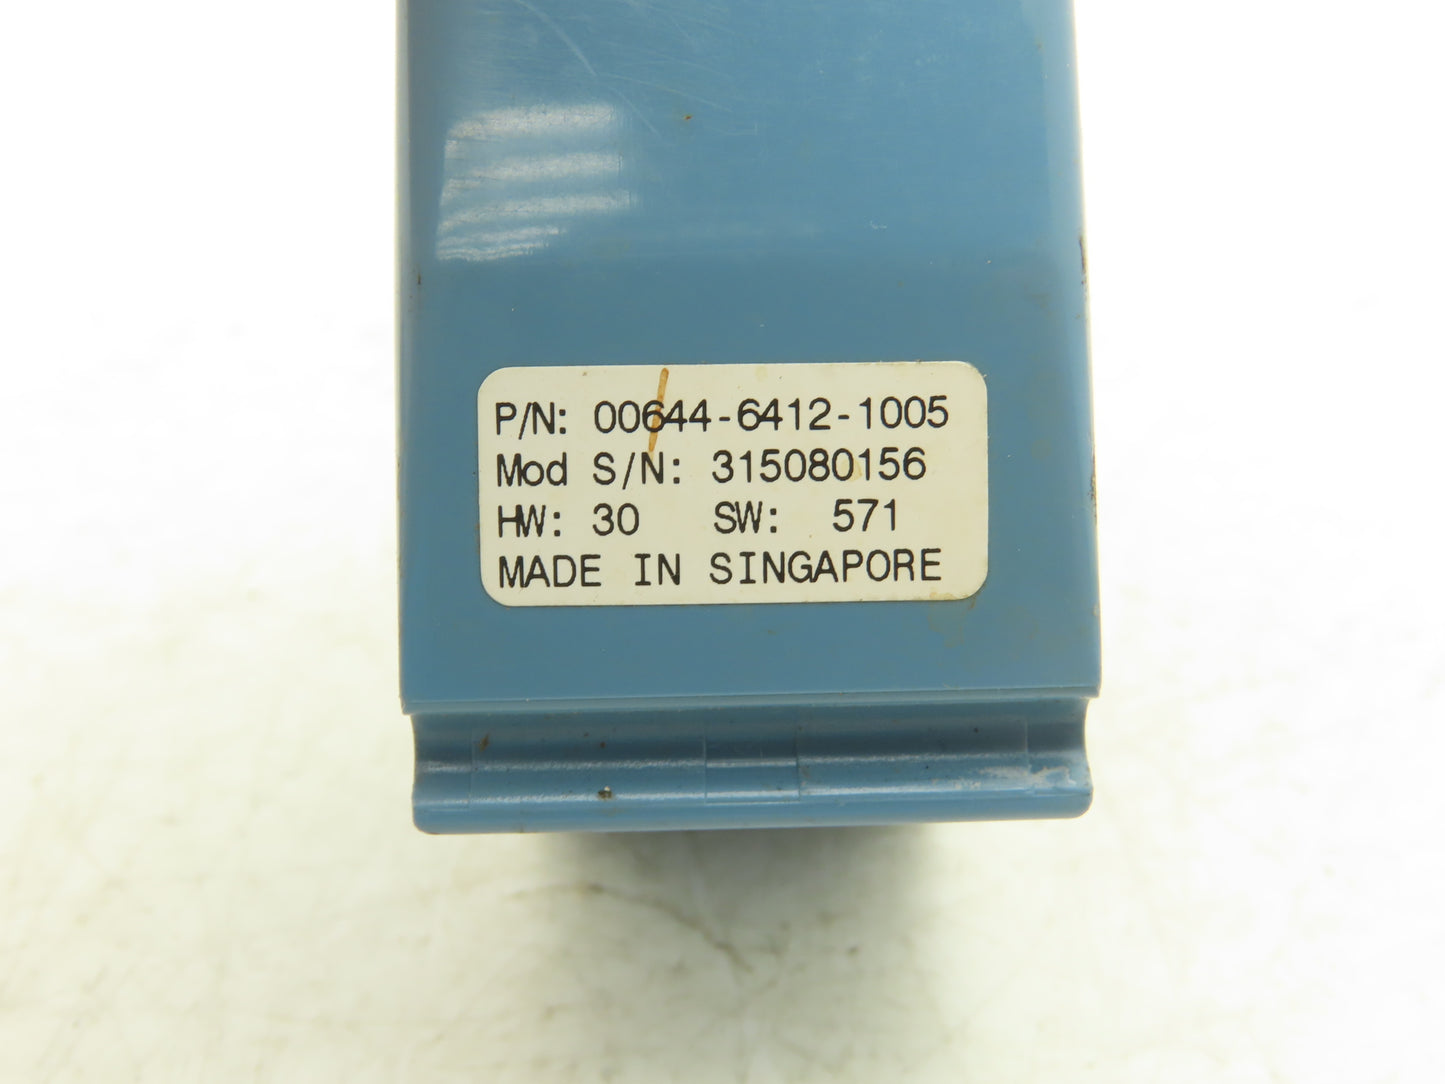 P/N: 00644-6412-1005
Mod S/N: 315080156
HW: 30 SW: 571
MADE IN SINGAPORE